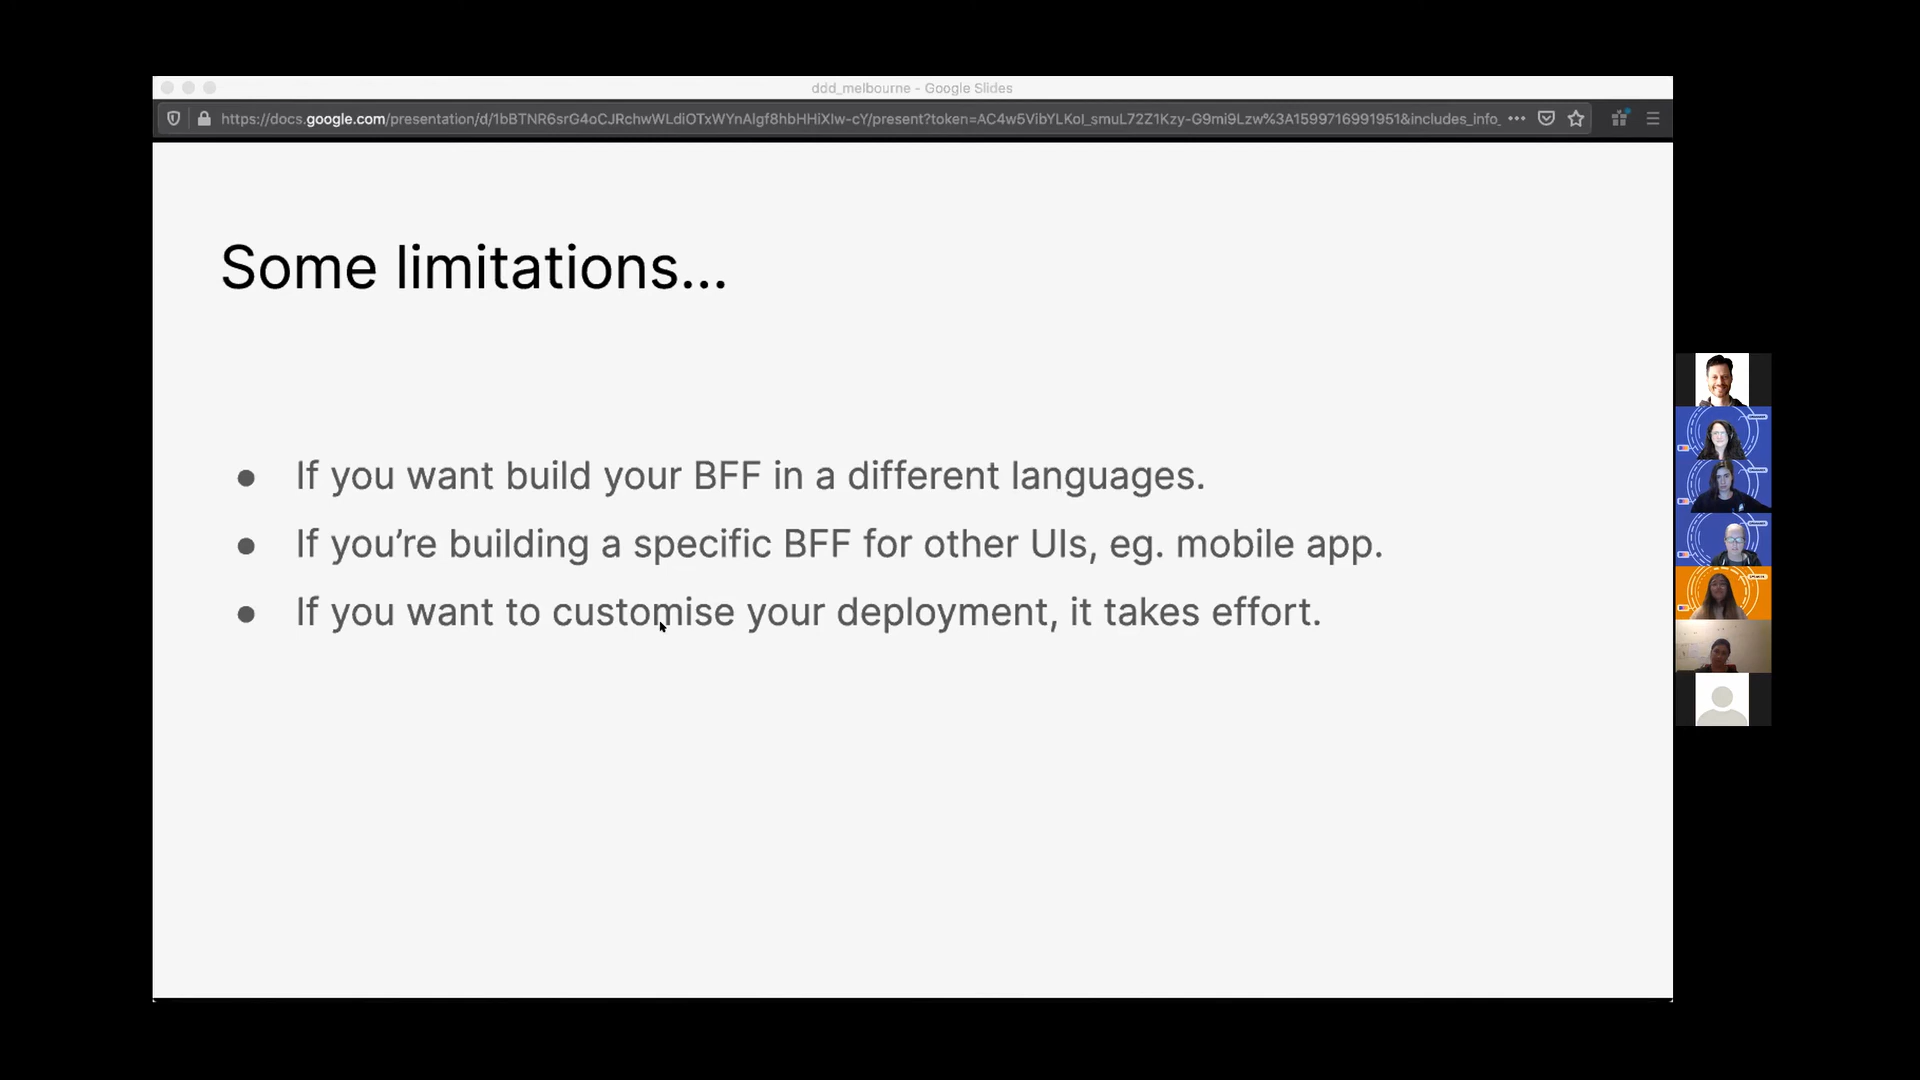 ddd_melbourne - Google Slides
https://docs.google.com/presentation/d/1bBTNR6srG4oCJRchwWLdiOTxWYnAlgf8hbHHiXlw-cY/present?token=AC4w5VibYLKoI_smuL72Z1Kzy-G9mi9Lzw%3A1599716991951&includes_info_
Some limitations...
● If you want build your BFF in a different languages.
● If you’re building a specific BFF for other UIs, eg. mobile app.
● If you want to customise your deployment, it takes effort.